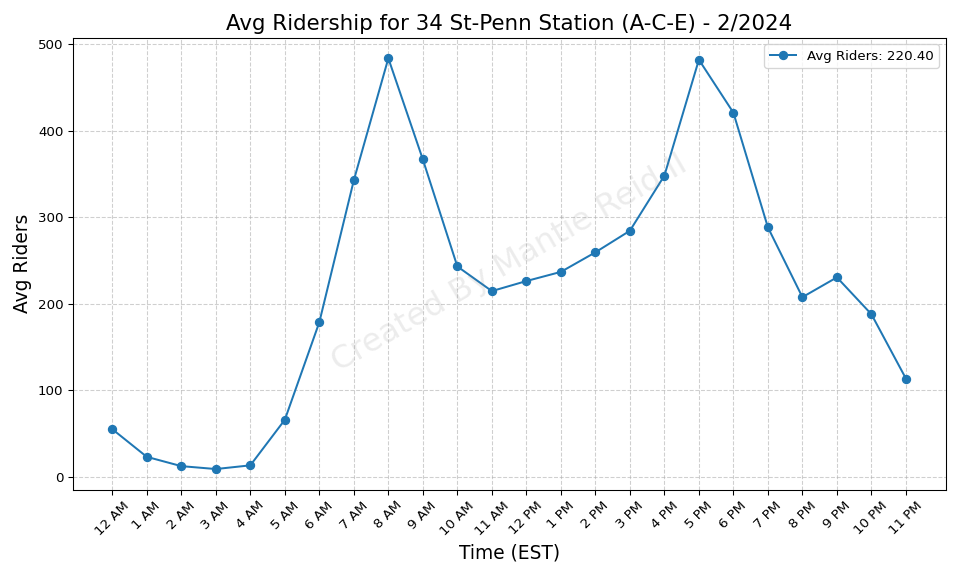 Avg Ridership for 34 St-Penn Station (A-C-E) - 2/2024
Avg Riders: 220.40
500
400
300
200
100
0
Avg Riders
Created By Mantie Reid II
12 AM
1 AM
2 AM
3 AM
4 AM
5 AM
6 AM
7 AM
8 AM
9 AM
10 AM
11 AM
12 PM
1 PM
2 PM
3 PM
4 PM
5 PM
6 PM
7 PM
8 PM
9 PM
10 PM
11 PM
Time (EST)